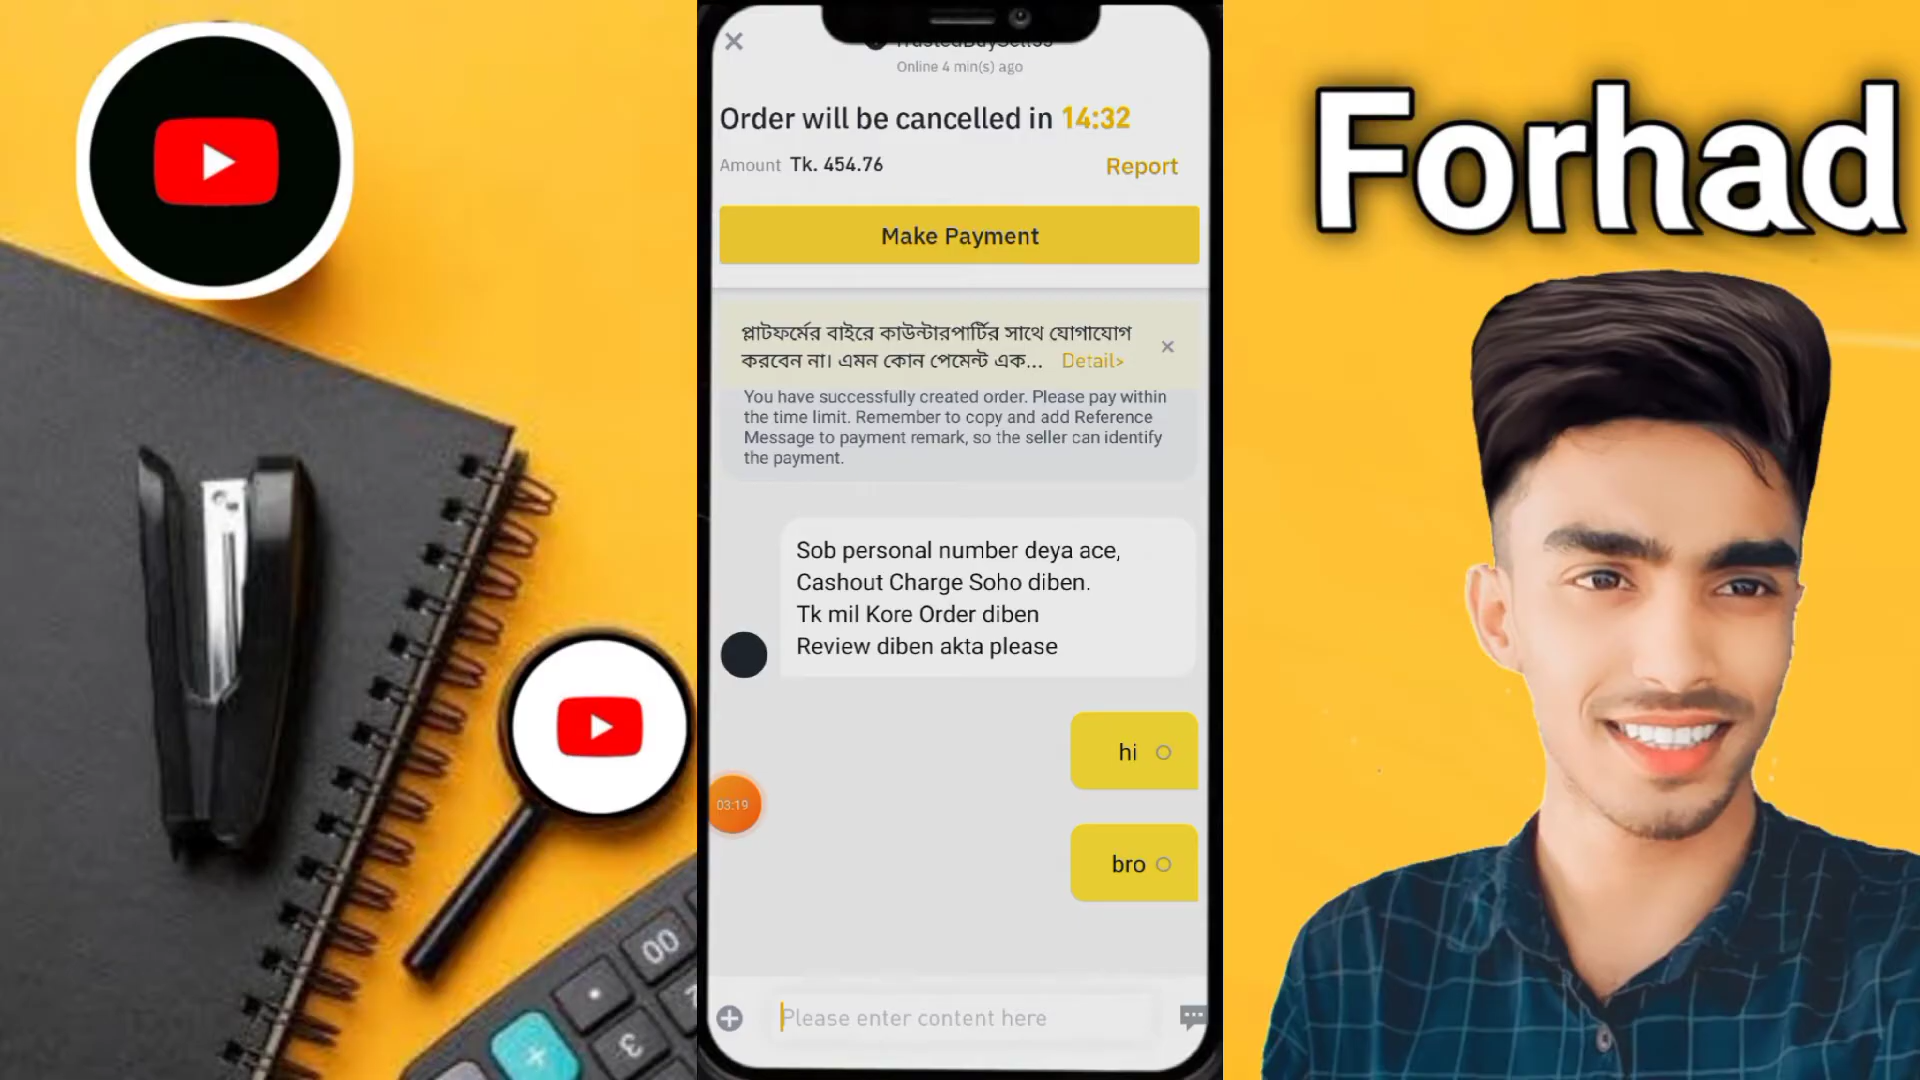 Online 4 min(s) ago
Order will be cancelled in 14:32
Amount Tk. 454.76
Report
Make Payment
প্লাটফর্মের বাইরে কাউন্টারপার্টির সাথে যোগাযোগ
করবেন না। এমন কোন পেমেন্ট এক... Detail>
You have successfully created order. Please pay within
the time limit. Remember to copy and add Reference
Message to payment remark, so the seller can identify
the payment.
Sob personal number deya ace,
Cashout Charge Soho diben.
Tk mil Kore Order diben
Review diben akta please
hi
bro
03:19
Please enter content here
Forhad
00